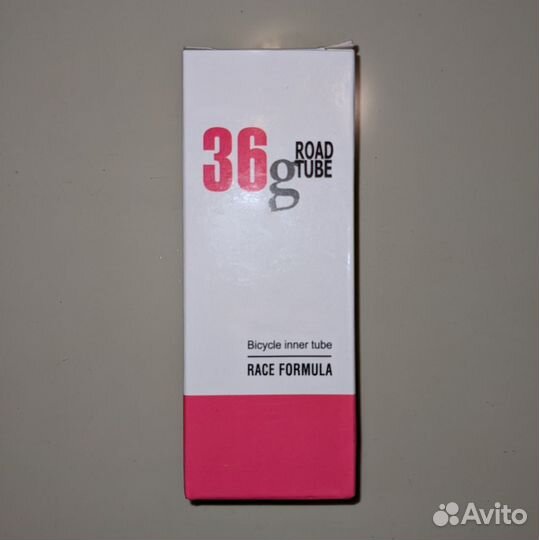 36g ROAD
TUBE
Bicycle inner tube
RACE FORMULA
Avito